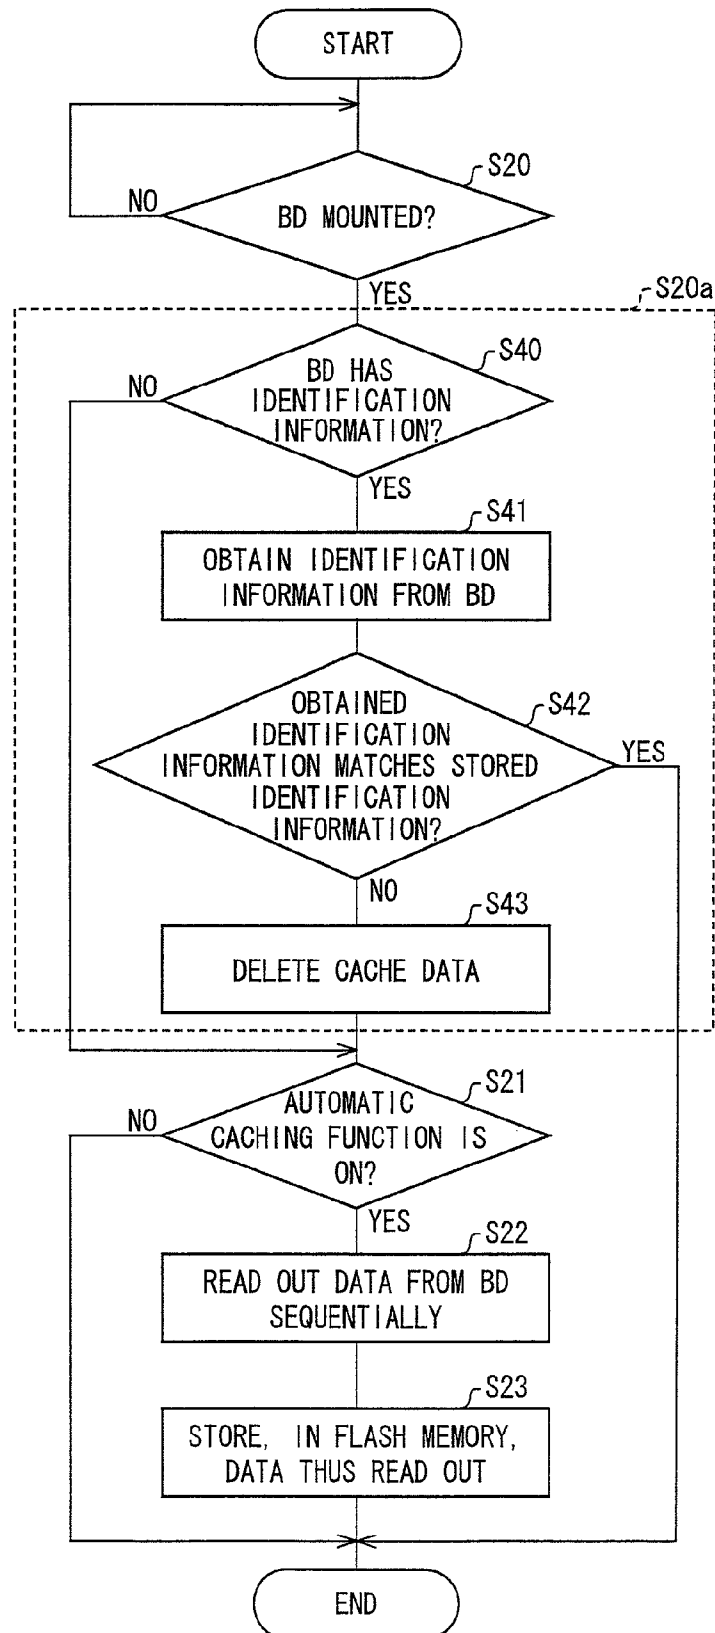 START
S20
NO
BD MOUNTED?
YES
S20a
S40
NO
BD HAS
IDENTIFICATION
INFORMATION?
YES
S41
OBTAIN IDENTIFICATION
INFORMATION FROM BD
S42
OBTAINED
IDENTIFICATION
INFORMATION MATCHES STORED
IDENTIFICATION
INFORMATION?
YES
NO
S43
DELETE CACHE DATA
S21
NO
AUTOMATIC
CACHING FUNCTION IS
ON?
YES
S22
READ OUT DATA FROM BD
SEQUENTIALLY
S23
STORE, IN FLASH MEMORY,
DATA THUS READ OUT
END